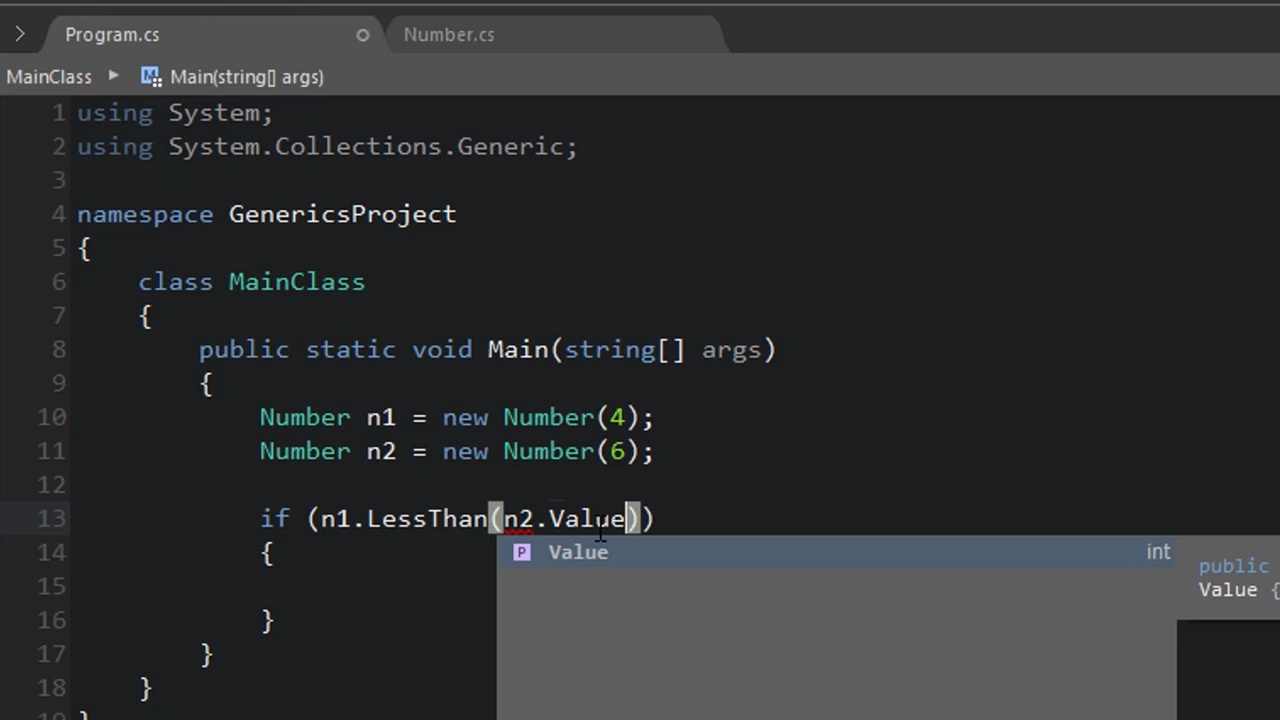 Program.cs
Number.cs
MainClass
Main(string[] args)
1 using System;
2 using System.Collections.Generic;
3
4 namespace GenericsProject
5 {
6 class MainClass
7 {
8 public static void Main(string[] args)
9 {
10 Number n1 = new Number(4);
11 Number n2 = new Number(6);
12
13 if (n1.LessThan(n2.Value))
14 {
P Value int
public
Value {
15
16 }
17 }
18 }
19 }